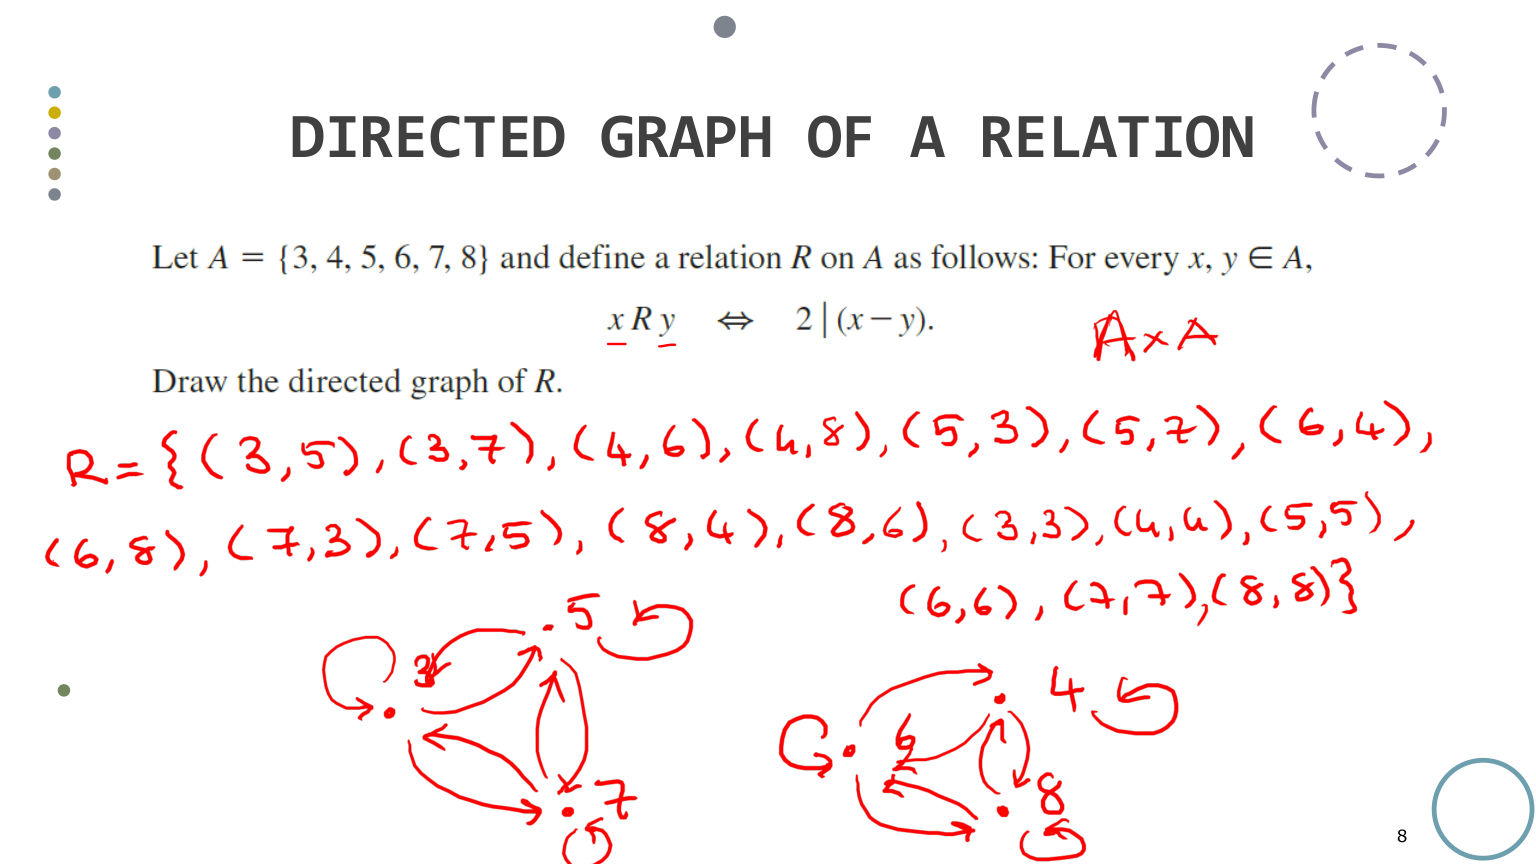 DIRECTED GRAPH OF A RELATION
Let A = {3, 4, 5, 6, 7, 8} and define a relation R on A as follows: For every x, y ∈ A,
x R y ⇔ 2 | (x − y).
A × A
Draw the directed graph of R.
R = {(3,5), (3,7), (4,6), (4,8), (5,3), (5,7), (6,4),
(6,8), (7,3), (7,5), (8,4), (8,6), (3,3), (4,4), (5,5),
(6,6), (7,7), (8,8)}
5
3
4
6
7
8
8